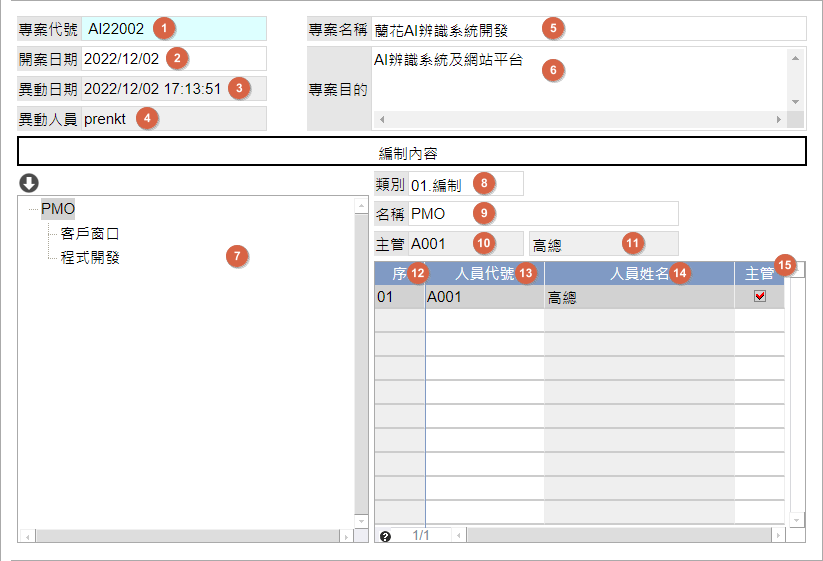 專案代號 AI22002 1
專案名稱 蘭花AI辨識系統開發 5
開案日期 2022/12/02 2
專案目的 AI辨識系統及網站平台 6
異動日期 2022/12/02 17:13:51 3
異動人員 prenkt 4
編制內容
PMO
客戶窗口
程式開發 7
類別 01.編制 8
名稱 PMO 9
主管 A001 10 高總 11
序 12 人員代號 13 人員姓名 14 主管 15
01 A001 高總
1/1